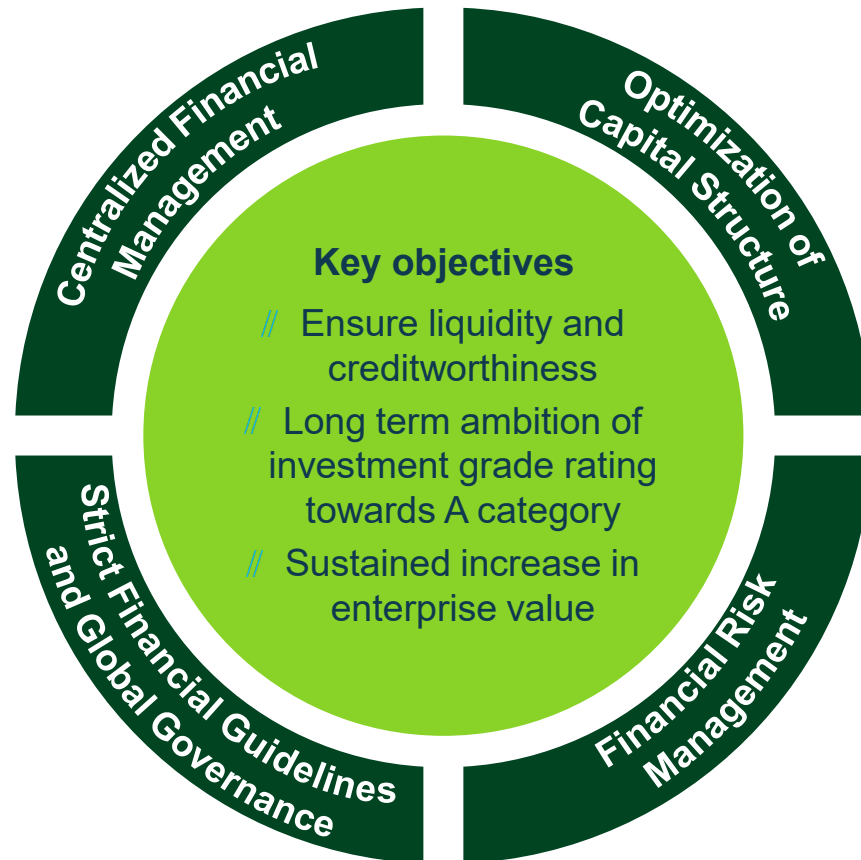 Centralized Financial
Management
Optimization of
Capital Structure
Key objectives
// Ensure liquidity and
creditworthiness
// Long term ambition of
investment grade rating
towards A category
// Sustained increase in
enterprise value
Strict Financial Guidelines
and Global Governance
Financial Risk
Management